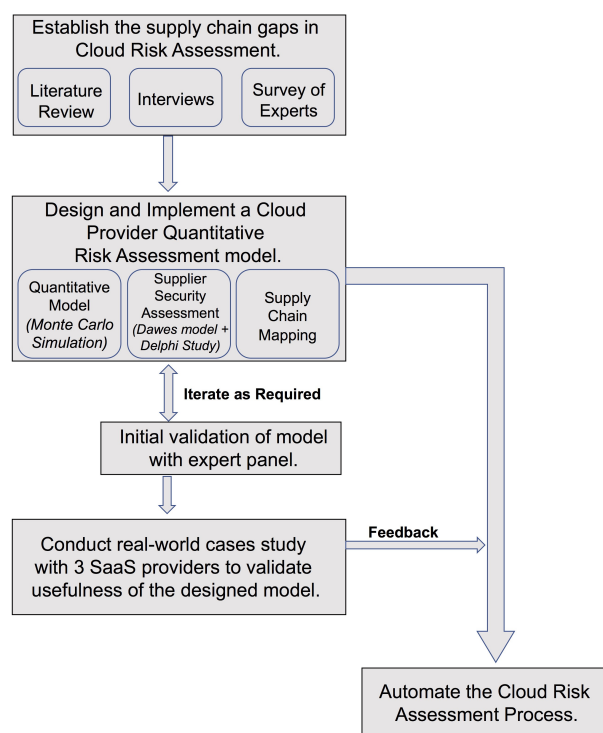 Establish the supply chain gaps in
Cloud Risk Assessment.
Literature
Review
Interviews
Survey of
Experts
Design and Implement a Cloud
Provider Quantitative
Risk Assessment model.
Quantitative
Model
(Monte Carlo
Simulation)
Supplier
Security
Assessment
(Dawes model +
Delphi Study)
Supply
Chain
Mapping
Iterate as Required
Initial validation of model
with expert panel.
Conduct real-world cases study
with 3 SaaS providers to validate
usefulness of the designed model.
Feedback
Automate the Cloud Risk
Assessment Process.